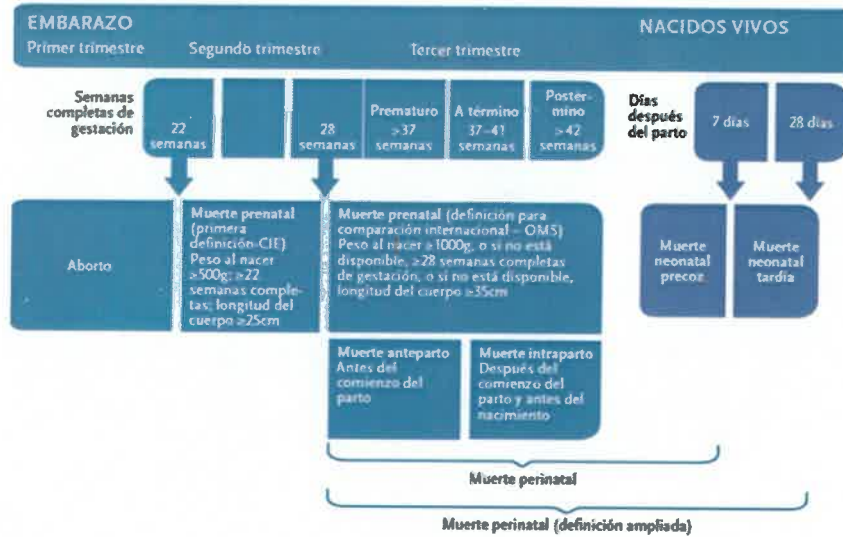 EMBARAZO
NACIDOS VIVOS
Primer trimestre
Segundo trimestre
Tercer trimestre
Semanas
completas de
gestación
22
semanas
28
semanas
Prematuro
>37
semanas
A término
37-41
semanas
Postér-
mino
>42
semanas
Días
después
del parto
7 días
28 días
Aborto
Muerte prenatal
(primera
definición-CIE)
Peso al nacer
≥500g; ≥22
semanas comple-
tas; longitud del
cuerpo ≥25cm
Muerte prenatal (definición para
comparación internacional – OMS)
Peso al nacer ≥1000g, o si no está
disponible, ≥28 semanas completas
de gestación, o si no está disponible,
longitud del cuerpo ≥35cm
Muerte
neonatal
precoz
Muerte
neonatal
tardía
Muerte anteparto
Antes del
comienzo del
parto
Muerte intraparto
Después del
comienzo del
parto y antes del
nacimiento
Muerte perinatal
Muerte perinatal (definición ampliada)